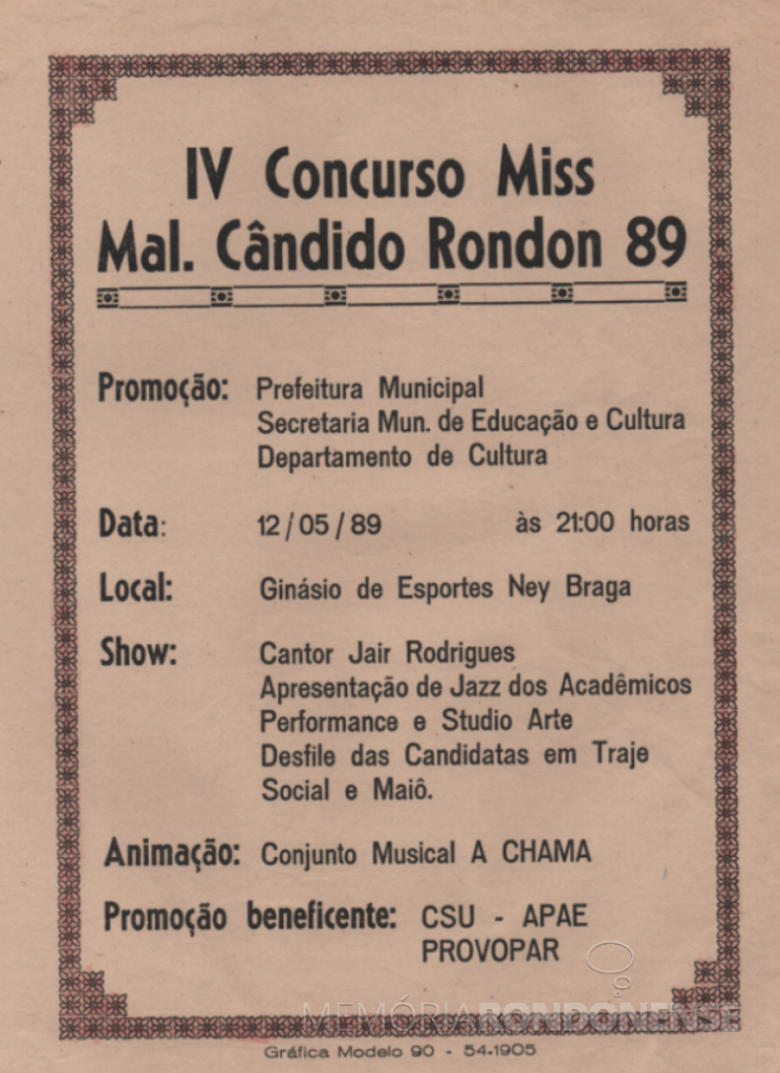 IV Concurso Miss
Mal. Cândido Rondon 89
Promoção: Prefeitura Municipal
Secretaria Mun. de Educação e Cultura
Departamento de Cultura
Data: 12/05/89 às 21:00 horas
Local: Ginásio de Esportes Ney Braga
Show: Cantor Jair Rodrigues
Apresentação de Jazz dos Acadêmicos
Performance e Studio Arte
Desfile das Candidatas em Traje
Social e Maiô.
Animação: Conjunto Musical A CHAMA
Promoção beneficente: CSU - APAE
PROVOPAR
MEMÓRIARONDONENSE
Gráfica Modelo 90 - 54-1905